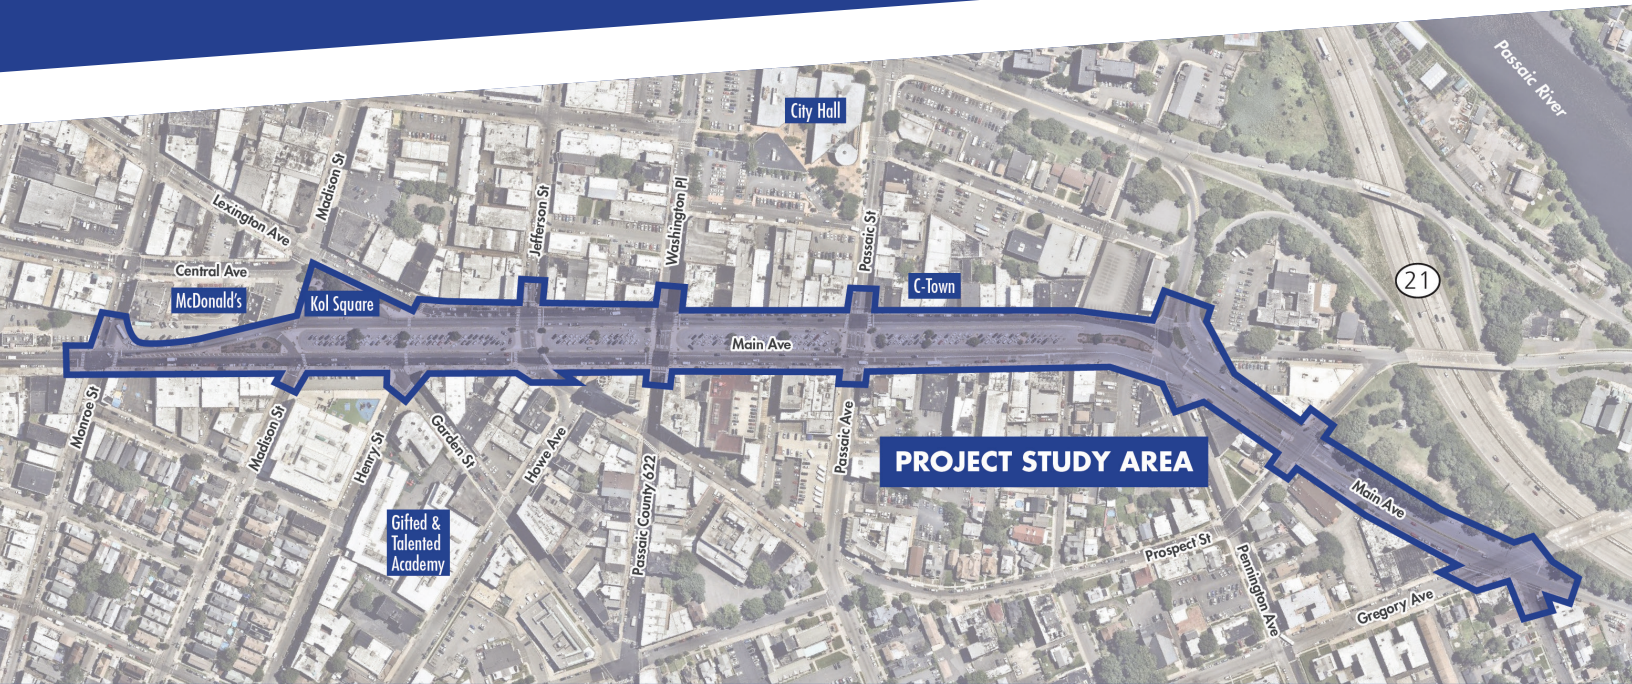 Passaic River
City Hall
Madison St
Lexington Ave
Jefferson St
Washington Pl
Passaic St
Central Ave
McDonald's
Kol Square
C-Town
21
Main Ave
Monroe St
Madison St
Henry St
Garden St
Howe Ave
Passaic County 622
Passaic Ave
PROJECT STUDY AREA
Main Ave
Gifted &
Talented
Academy
Prospect St
Pennington Ave
Gregory Ave